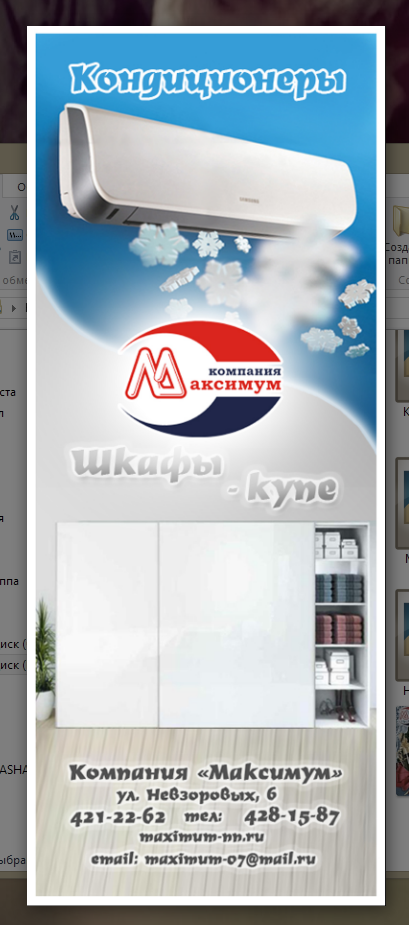 Кондиционеры
SAMSUNG
компания
Максимум
Шкафы
- купе
Компания «Максимум»
ул. Невзоровых, 6
421-22-62 тел: 428-15-87
maximum-nn.ru
email: maximum-07@mail.ru